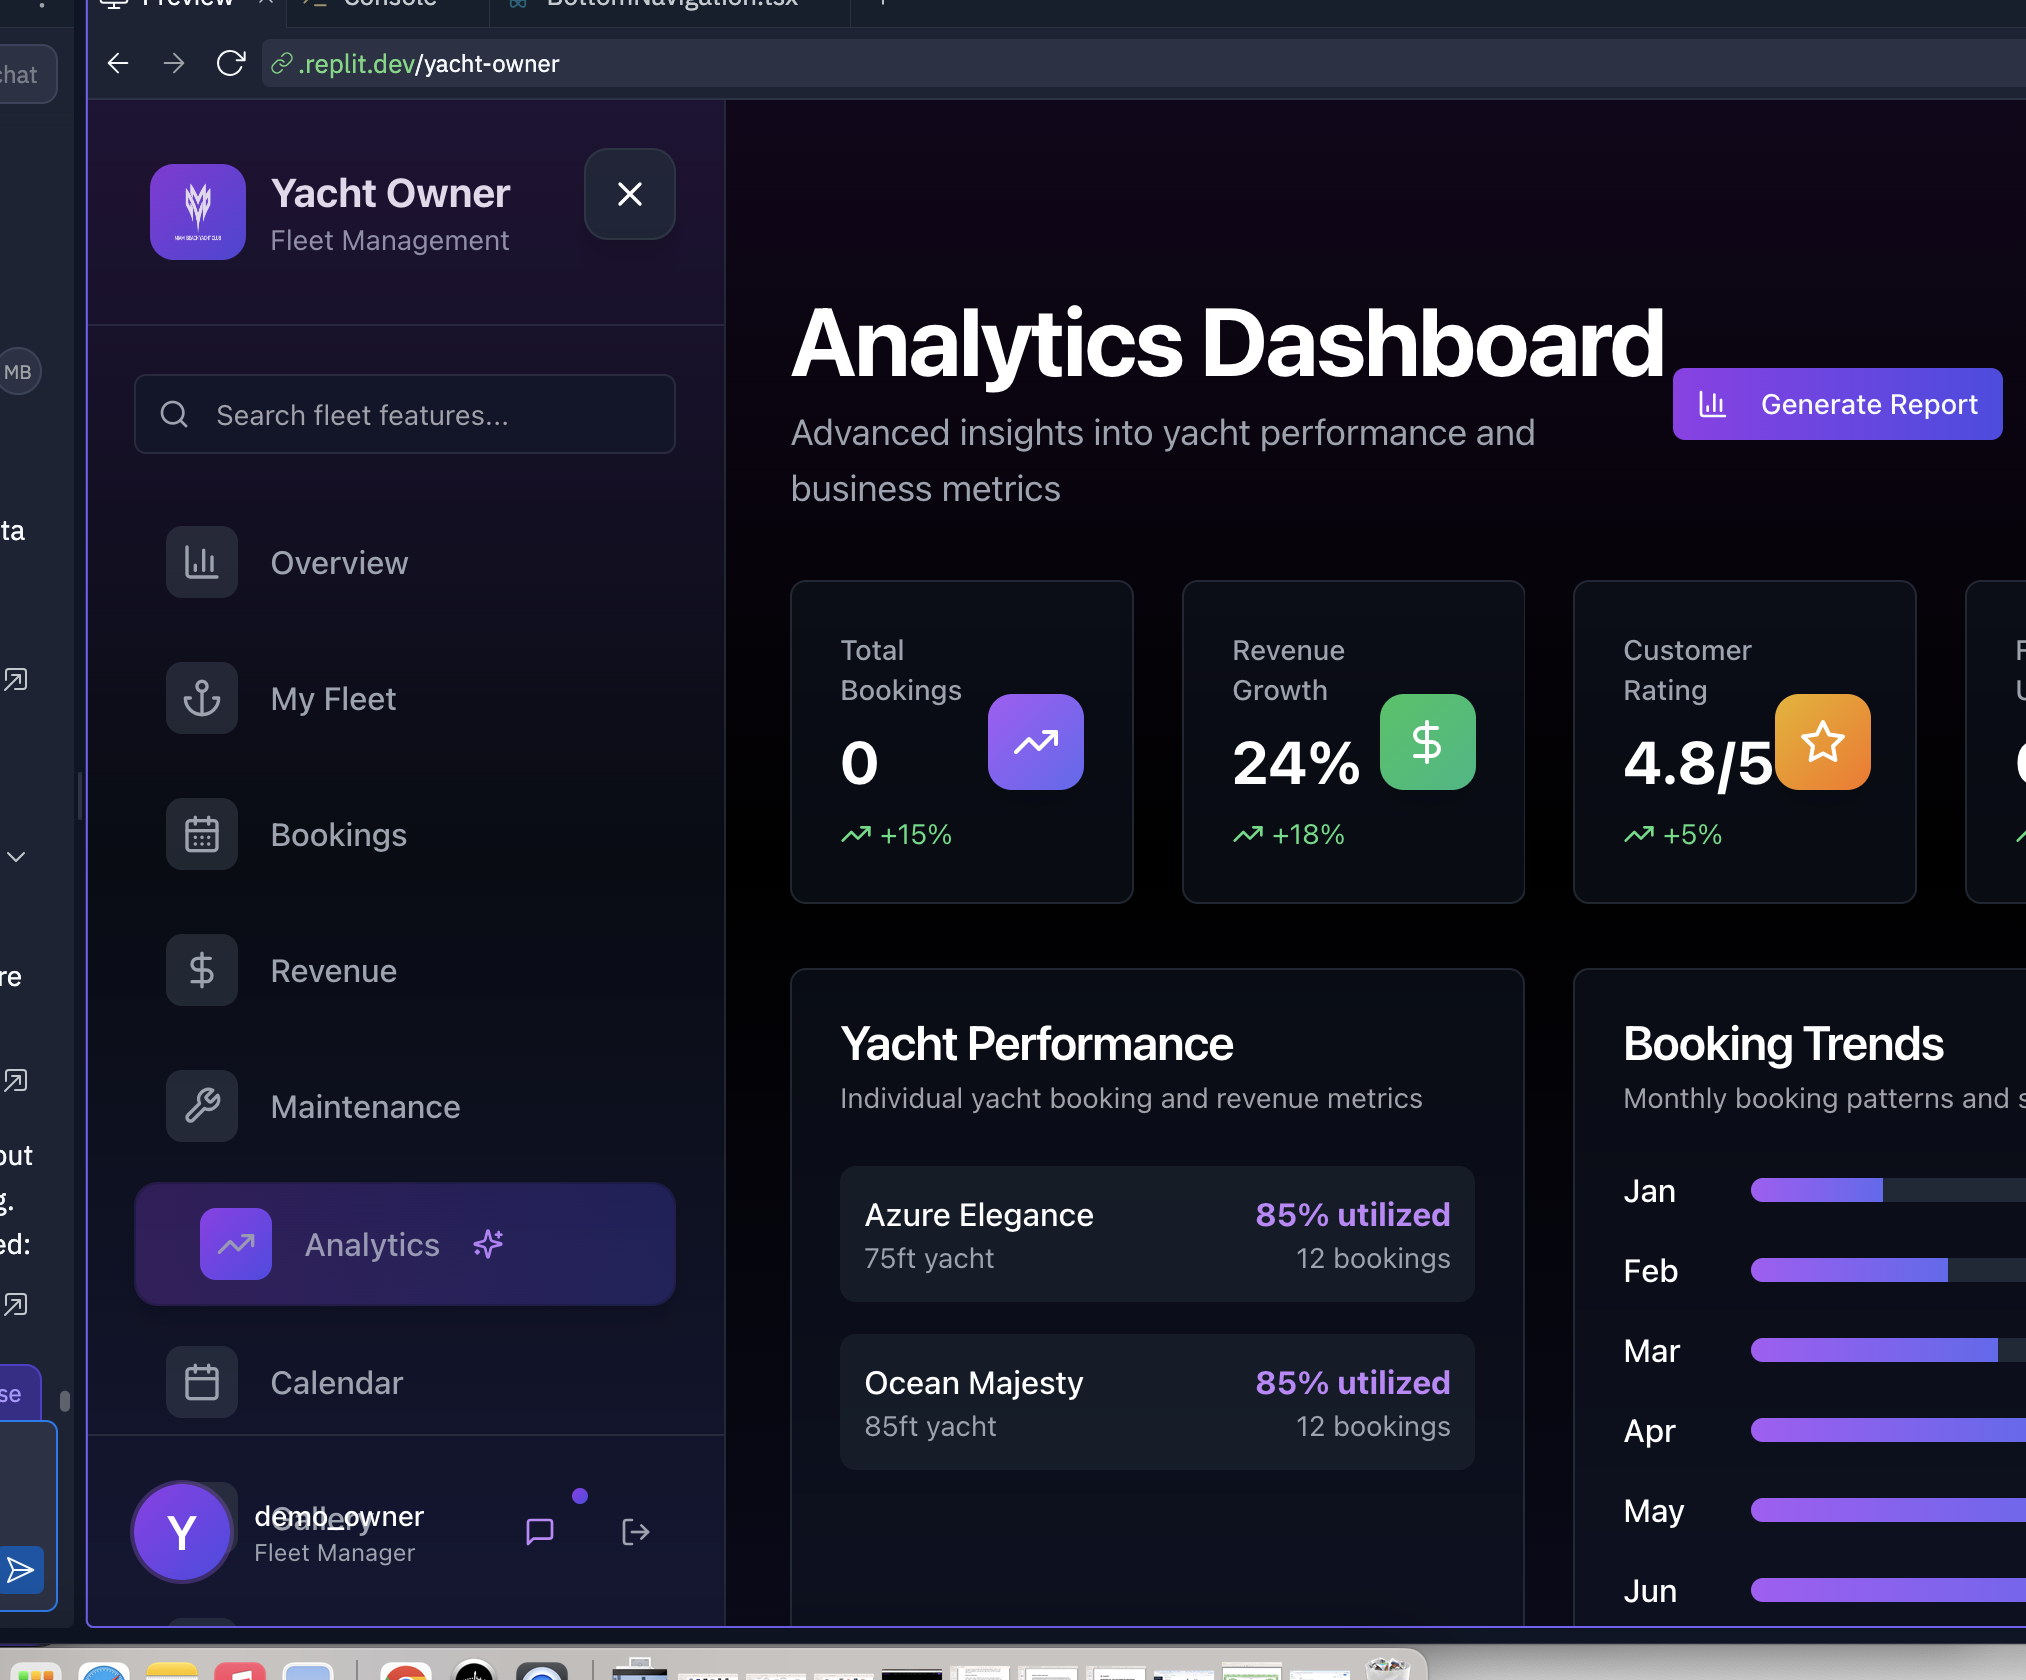 Preview
Console
BottomNavigation.tsx
.replit.dev/yacht-owner
chat
MB
ta
re
out
g.
ed:
se
Yacht Owner
Fleet Management
MIAMI BEACH YACHT CLUB
Search fleet features...
Overview
My Fleet
Bookings
Revenue
Maintenance
Analytics
Calendar
Gallery
Y
demo_owner
Fleet Manager
Analytics Dashboard
Advanced insights into yacht performance and
business metrics
Generate Report
Total
Bookings
0
+15%
Revenue
Growth
24%
+18%
Customer
Rating
4.8/5
+5%
Yacht Performance
Individual yacht booking and revenue metrics
Azure Elegance
85% utilized
75ft yacht
12 bookings
Ocean Majesty
85% utilized
85ft yacht
12 bookings
Booking Trends
Monthly booking patterns and s
Jan
Feb
Mar
Apr
May
Jun